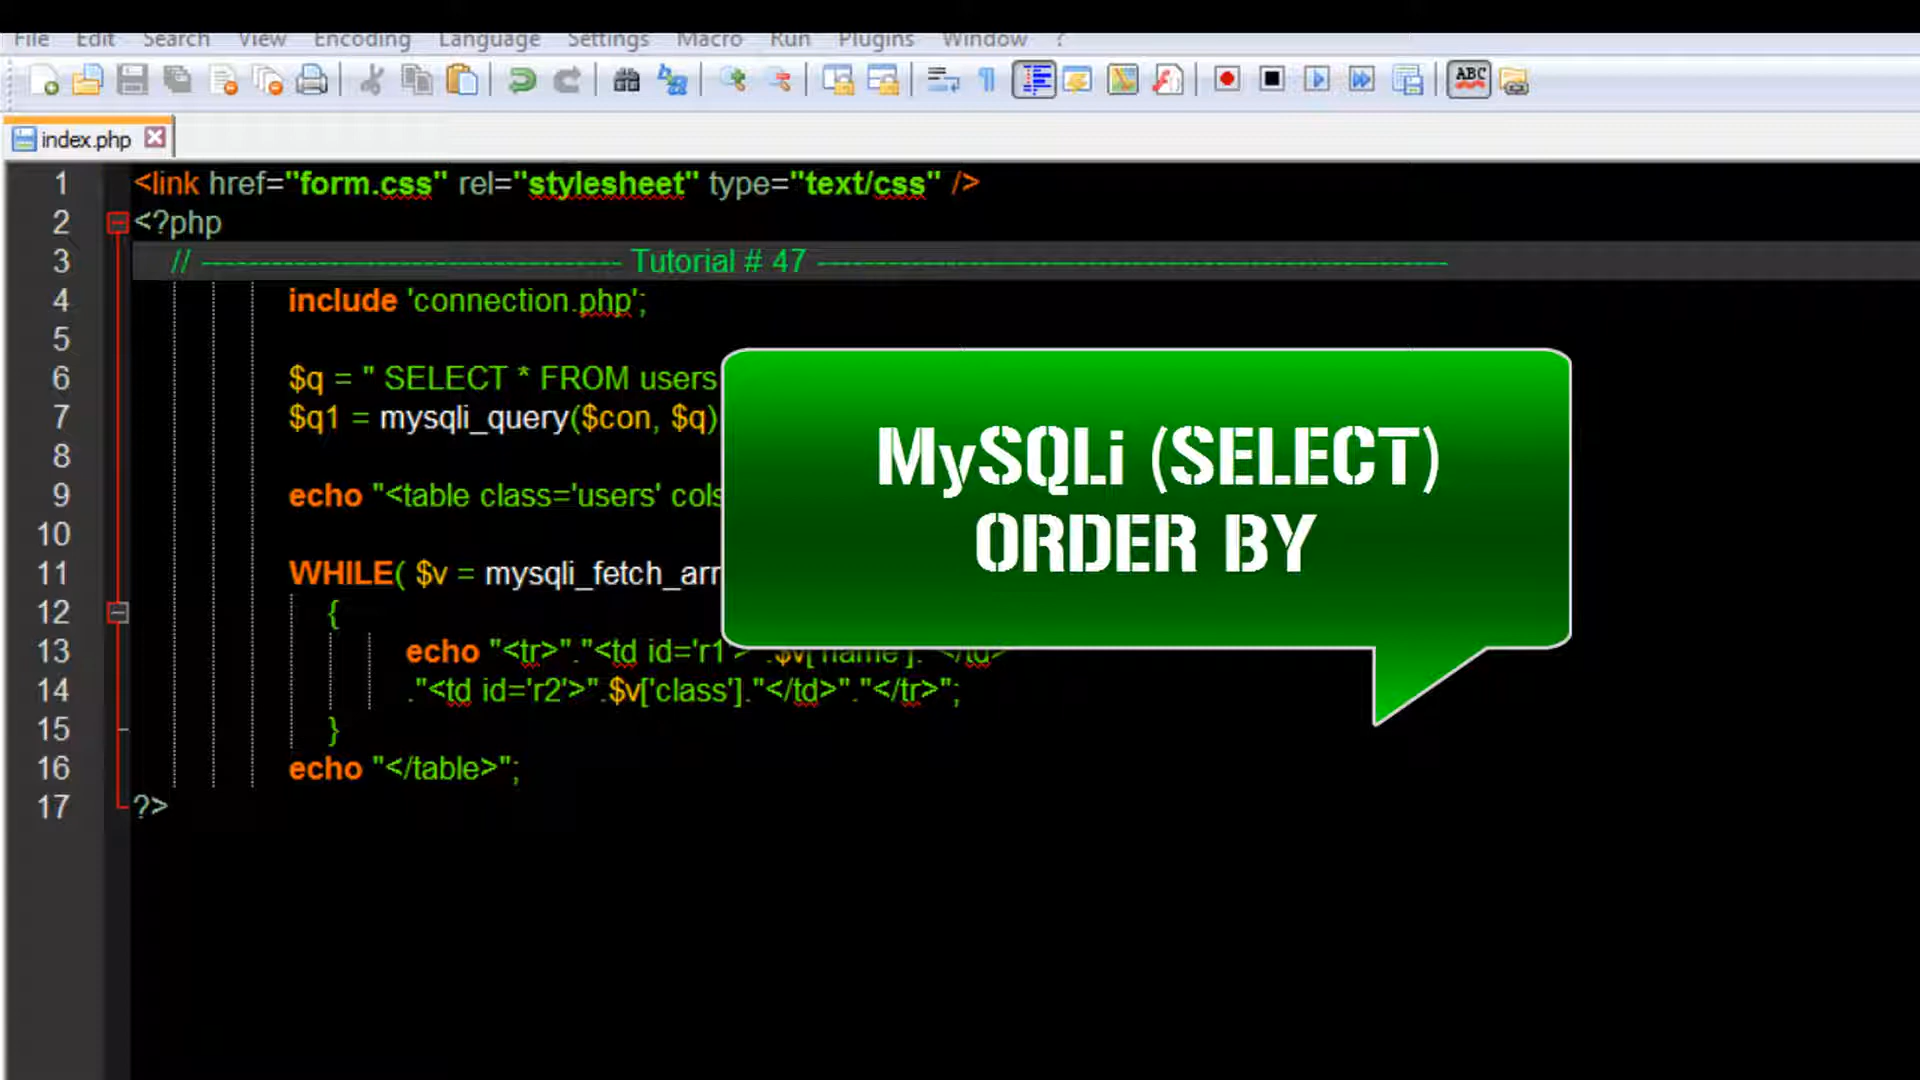 File Edit Search View Encoding Language Settings Macro Run Plugins Window ?
ABC
index.php
1 <link href="form.css" rel="stylesheet" type="text/css" />
2 <?php
3 // ------------------------------------ Tutorial # 47 ------------------------------------------------------
4 include 'connection.php';
5
6 $q = " SELECT * FROM users
7 $q1 = mysqli_query($con, $q)
8
9 echo "<table class='users'
10
11 WHILE( $v =
12 {
13 echo "<tr>"."<td id='r1'>".$v['name']."</td>"
14 ."<td id='r2'>".$v['class']."</td>"."</tr>";
15 }
16 echo "</table>";
17 ?>
MySQLi (SELECT)
ORDER BY